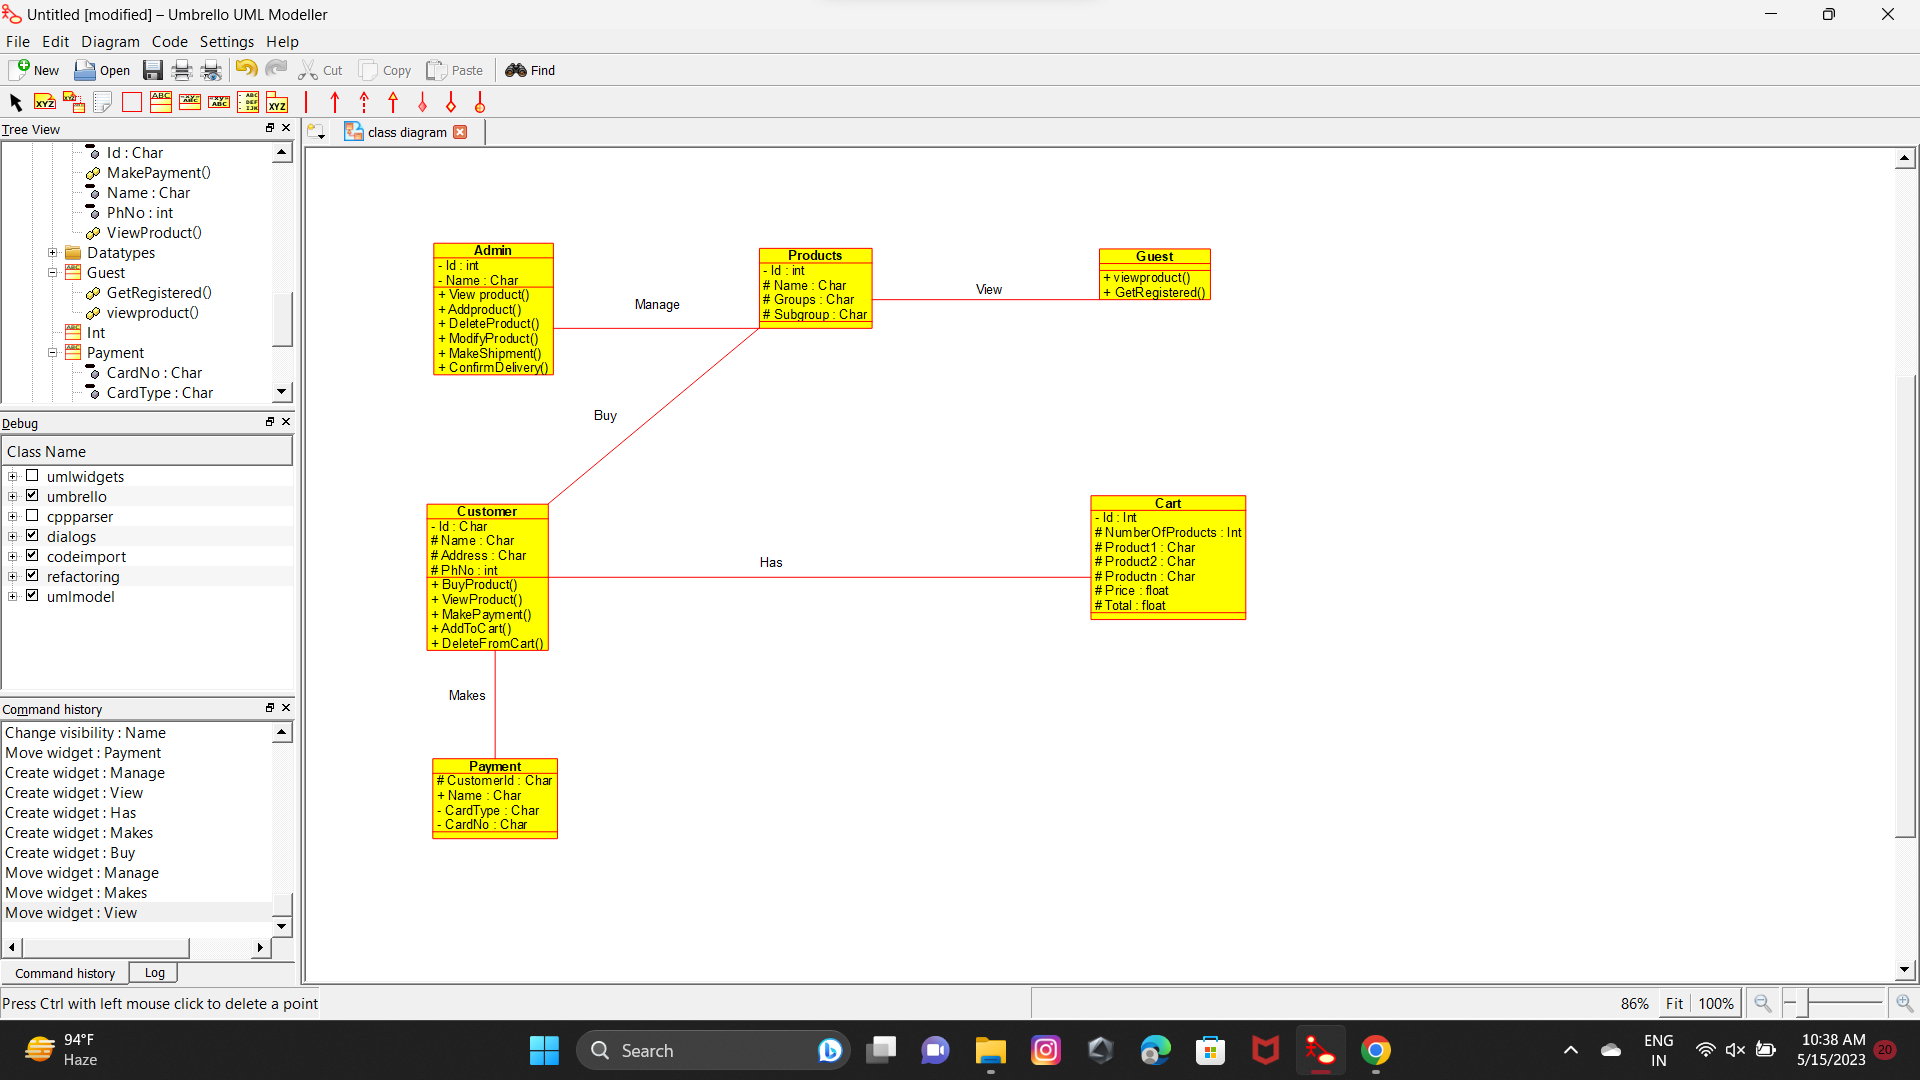 Untitled [modified] – Umbrello UML Modeller
File Edit Diagram Code Settings Help
New Open Cut Copy Paste Find
Tree View
Id : Char
MakePayment()
Name : Char
PhNo : int
ViewProduct()
Datatypes
Guest
GetRegistered()
viewproduct()
Int
Payment
CardNo : Char
CardType : Char
Debug
Class Name
umlwidgets
umbrello
cppparser
dialogs
codeimport
refactoring
umlmodel
Command history
Change visibility : Name
Move widget : Payment
Create widget : Manage
Create widget : View
Create widget : Has
Create widget : Makes
Create widget : Buy
Move widget : Manage
Move widget : Makes
Move widget : View
Command history Log
class diagram
Admin
- Id : int
- Name : Char
+ View product()
+ Addproduct()
+ DeleteProduct()
+ ModifyProduct()
+ MakeShipment()
+ ConfirmDelivery()
Manage
Products
- Id : int
# Name : Char
# Groups : Char
# Subgroup : Char
View
Guest
+ viewproduct()
+ GetRegistered()
Buy
Customer
- Id : Char
# Name : Char
# Address : Char
# PhNo : int
+ BuyProduct()
+ ViewProduct()
+ MakePayment()
+ AddToCart()
+ DeleteFromCart()
Has
Cart
- Id : Int
# NumberOfProducts : Int
# Product1 : Char
# Product2 : Char
# Productn : Char
# Price : float
# Total : float
Makes
Payment
# CustomerId : Char
+ Name : Char
- CardType : Char
- CardNo : Char
Press Ctrl with left mouse click to delete a point
86% Fit 100%
94°F
Haze
Search
ENG
IN
10:38 AM
5/15/2023
20